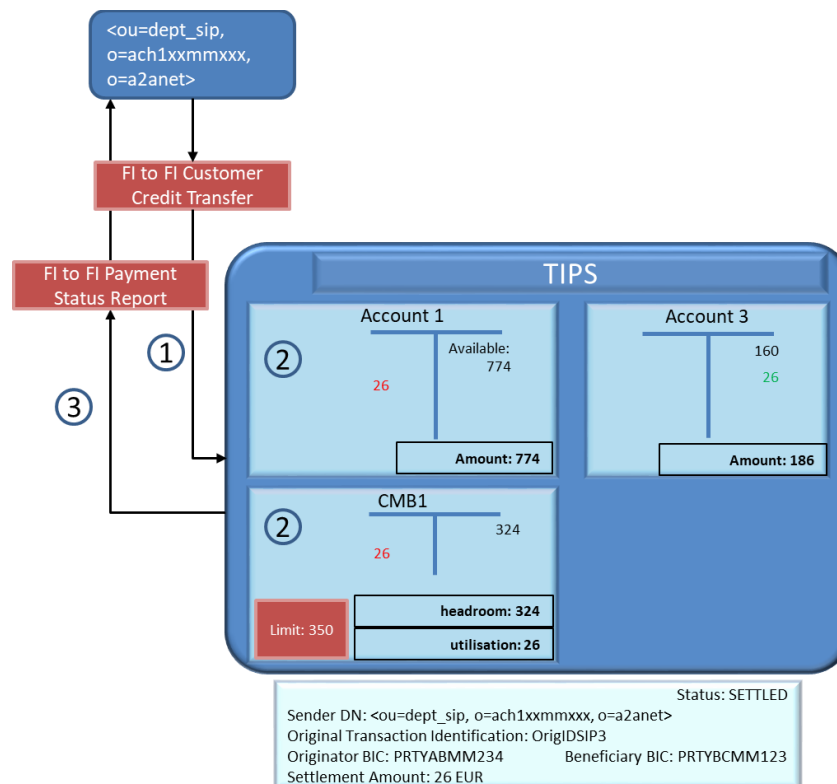 <ou=dept_sip,
o=ach1xxmmxxx,
o=a2anet>
FI to FI Customer
Credit Transfer
FI to FI Payment
Status Report
1
3
TIPS
Account 1
2
Available:
774
26
Amount: 774
Account 3
160
26
Amount: 186
CMB1
2
324
26
Limit: 350
headroom: 324
utilisation: 26
Status: SETTLED
Sender DN: <ou=dept_sip, o=ach1xxmmxxx, o=a2anet>
Original Transaction Identification: OrigIDSIP3
Originator BIC: PRTYABMM234 Beneficiary BIC: PRTYBCMM123
Settlement Amount: 26 EUR